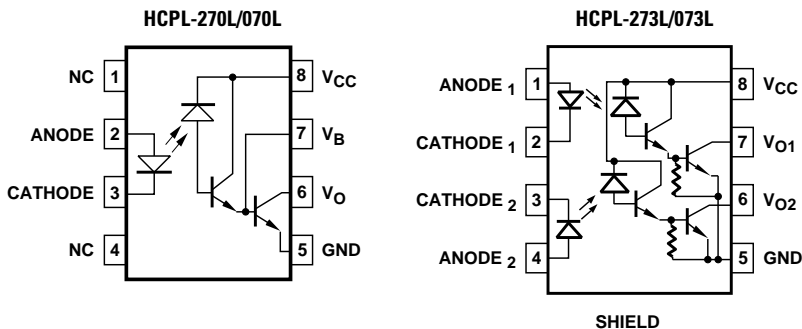 HCPL-270L/070L
NC 1
ANODE 2
CATHODE 3
NC 4
8 VCC
7 VB
6 VO
5 GND
HCPL-273L/073L
ANODE 1 1
CATHODE 1 2
CATHODE 2 3
ANODE 2 4
8 VCC
7 VO1
6 VO2
5 GND
SHIELD